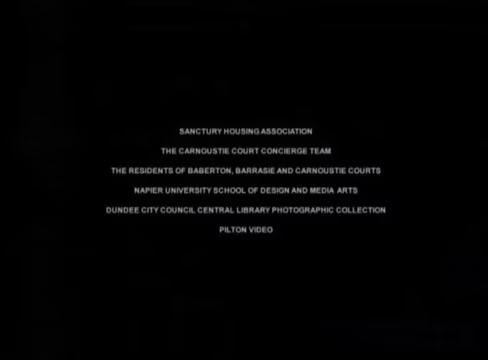 SANCTURY HOUSING ASSOCIATION
THE CARNOUSTIE COURT CONCIERGE TEAM
THE RESIDENTS OF BABERTON, BARRASIE AND CARNOUSTIE COURTS
NAPIER UNIVERSITY SCHOOL OF DESIGN AND MEDIA ARTS
DUNDEE CITY COUNCIL CENTRAL LIBRARY PHOTOGRAPHIC COLLECTION
PILTON VIDEO